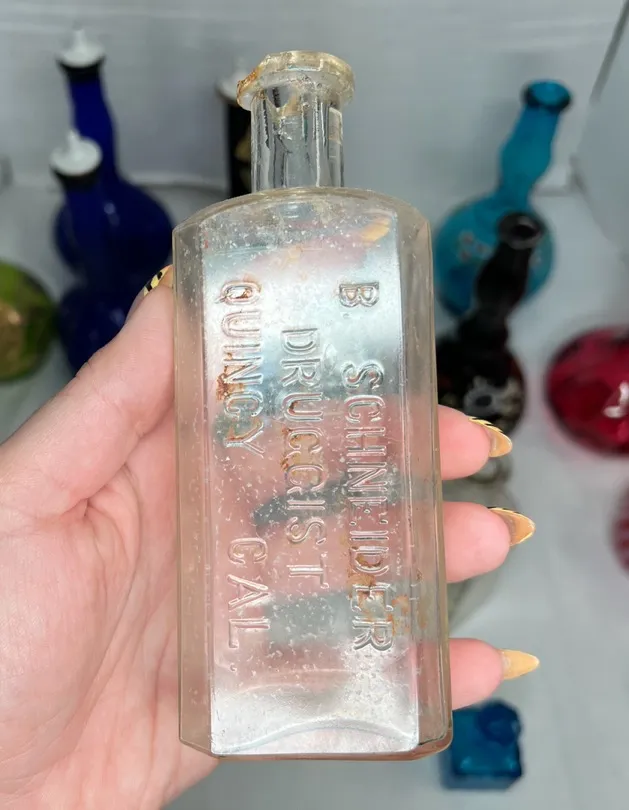 B. SCHNEIDER
DRUGGIST
QUINCY CAL.